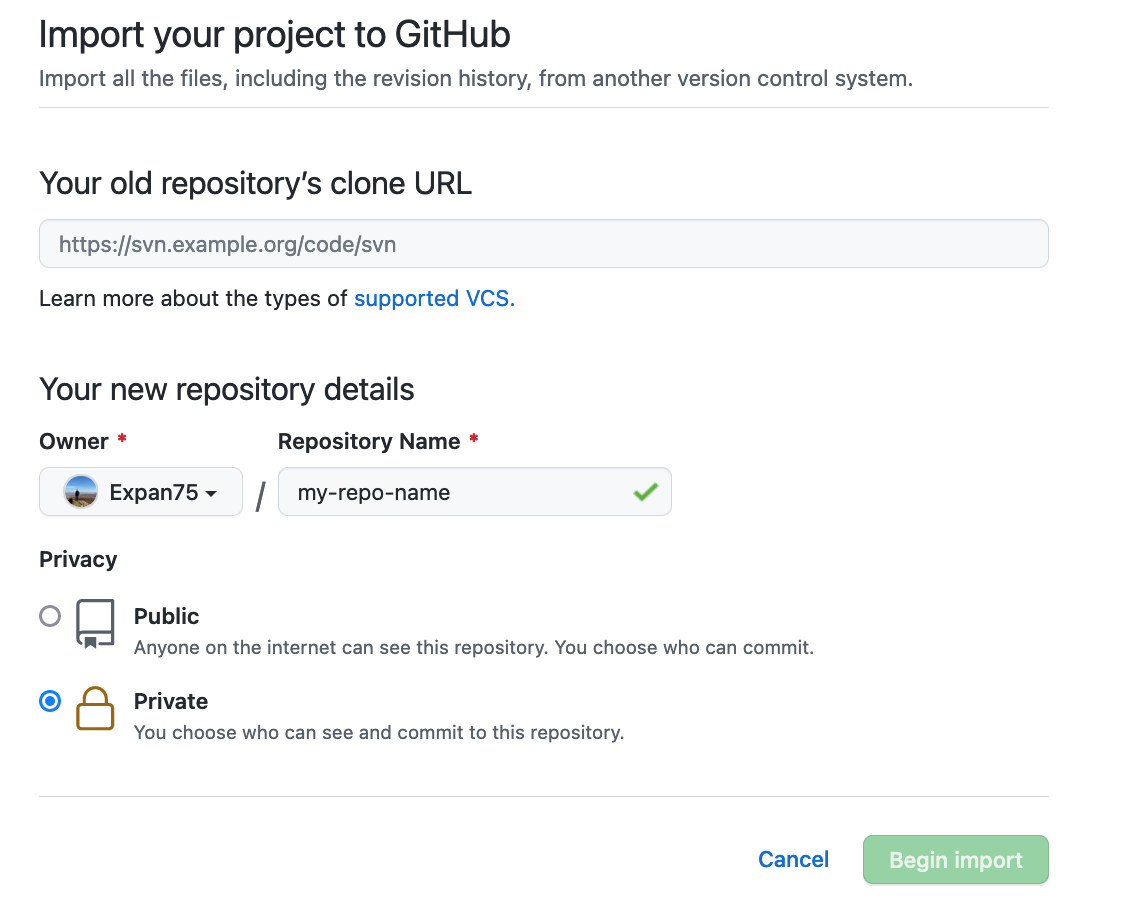 Import your project to GitHub
Import all the files, including the revision history, from another version control system.
Your old repository’s clone URL
https://svn.example.org/code/svn
Learn more about the types of supported VCS.
Your new repository details
Owner * Repository Name *
Expan75 / my-repo-name
Privacy
Public
Anyone on the internet can see this repository. You choose who can commit.
Private
You choose who can see and commit to this repository.
Cancel Begin import